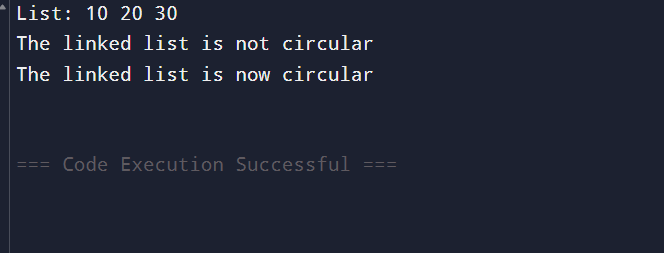 List: 10 20 30
The linked list is not circular
The linked list is now circular
=== Code Execution Successful ===